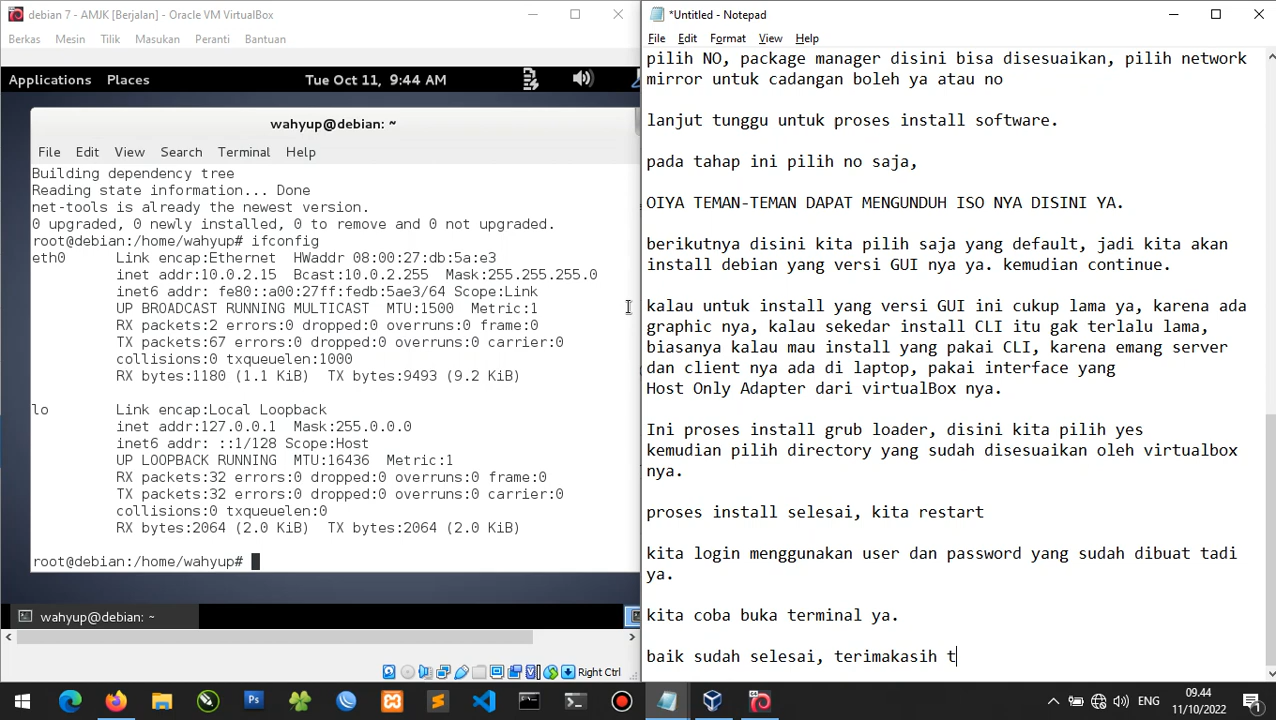 debian 7 - AMJK [Berjalan] - Oracle VM VirtualBox
Berkas Mesin Tilik Masukan Peranti Bantuan
Applications Places Tue Oct 11, 9:44 AM
wahyup@debian: ~
File Edit View Search Terminal Help
Building dependency tree
Reading state information... Done
net-tools is already the newest version.
0 upgraded, 0 newly installed, 0 to remove and 0 not upgraded.
root@debian:/home/wahyup# ifconfig
eth0 Link encap:Ethernet HWaddr 08:00:27:db:5a:e3
inet addr:10.0.2.15 Bcast:10.0.2.255 Mask:255.255.255.0
inet6 addr: fe80::a00:27ff:fedb:5ae3/64 Scope:Link
UP BROADCAST RUNNING MULTICAST MTU:1500 Metric:1
RX packets:2 errors:0 dropped:0 overruns:0 frame:0
TX packets:67 errors:0 dropped:0 overruns:0 carrier:0
collisions:0 txqueuelen:1000
RX bytes:1180 (1.1 KiB) TX bytes:9493 (9.2 KiB)
lo Link encap:Local Loopback
inet addr:127.0.0.1 Mask:255.0.0.0
inet6 addr: ::1/128 Scope:Host
UP LOOPBACK RUNNING MTU:16436 Metric:1
RX packets:32 errors:0 dropped:0 overruns:0 frame:0
TX packets:32 errors:0 dropped:0 overruns:0 carrier:0
collisions:0 txqueuelen:0
RX bytes:2064 (2.0 KiB) TX bytes:2064 (2.0 KiB)
root@debian:/home/wahyup#
wahyup@debian: ~
Right Ctrl
*Untitled - Notepad
File Edit Format View Help
pilih NO, package manager disini bisa disesuaikan, pilih network
mirror untuk cadangan boleh ya atau no
lanjut tunggu untuk proses install software.
pada tahap ini pilih no saja,
OIYA TEMAN-TEMAN DAPAT MENGUNDUH ISO NYA DISINI YA.
berikutnya disini kita pilih saja yang default, jadi kita akan
install debian yang versi GUI nya ya. kemudian continue.
kalau untuk install yang versi GUI ini cukup lama ya, karena ada
graphic nya, kalau sekedar install CLI itu gak terlalu lama,
biasanya kalau mau install yang pakai CLI, karena emang server
dan client nya ada di laptop, pakai interface yang
Host Only Adapter dari virtualBox nya.
Ini proses install grub loader, disini kita pilih yes
kemudian pilih directory yang sudah disesuaikan oleh virtualbox
nya.
proses install selesai, kita restart
kita login menggunakan user dan password yang sudah dibuat tadi
ya.
kita coba buka terminal ya.
baik sudah selesai, terimakasih t
Ps
ENG
09.44
11/10/2022
1